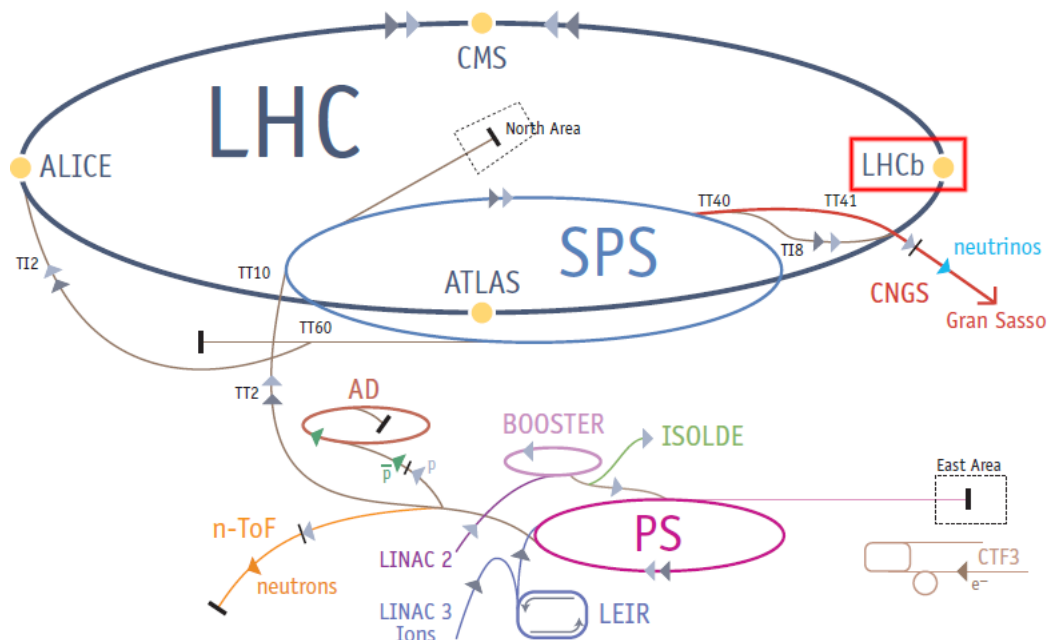 CMS
LHC
North Area
ALICE
LHCb
TT40
TT41
SPS
TI8
neutrinos
TI2
TT10
ATLAS
CNGS
Gran Sasso
TT60
TT2
AD
BOOSTER
ISOLDE
p̅
p
East Area
n-ToF
PS
LINAC 2
CTF3
neutrons
e⁻
LINAC 3
Ions
LEIR